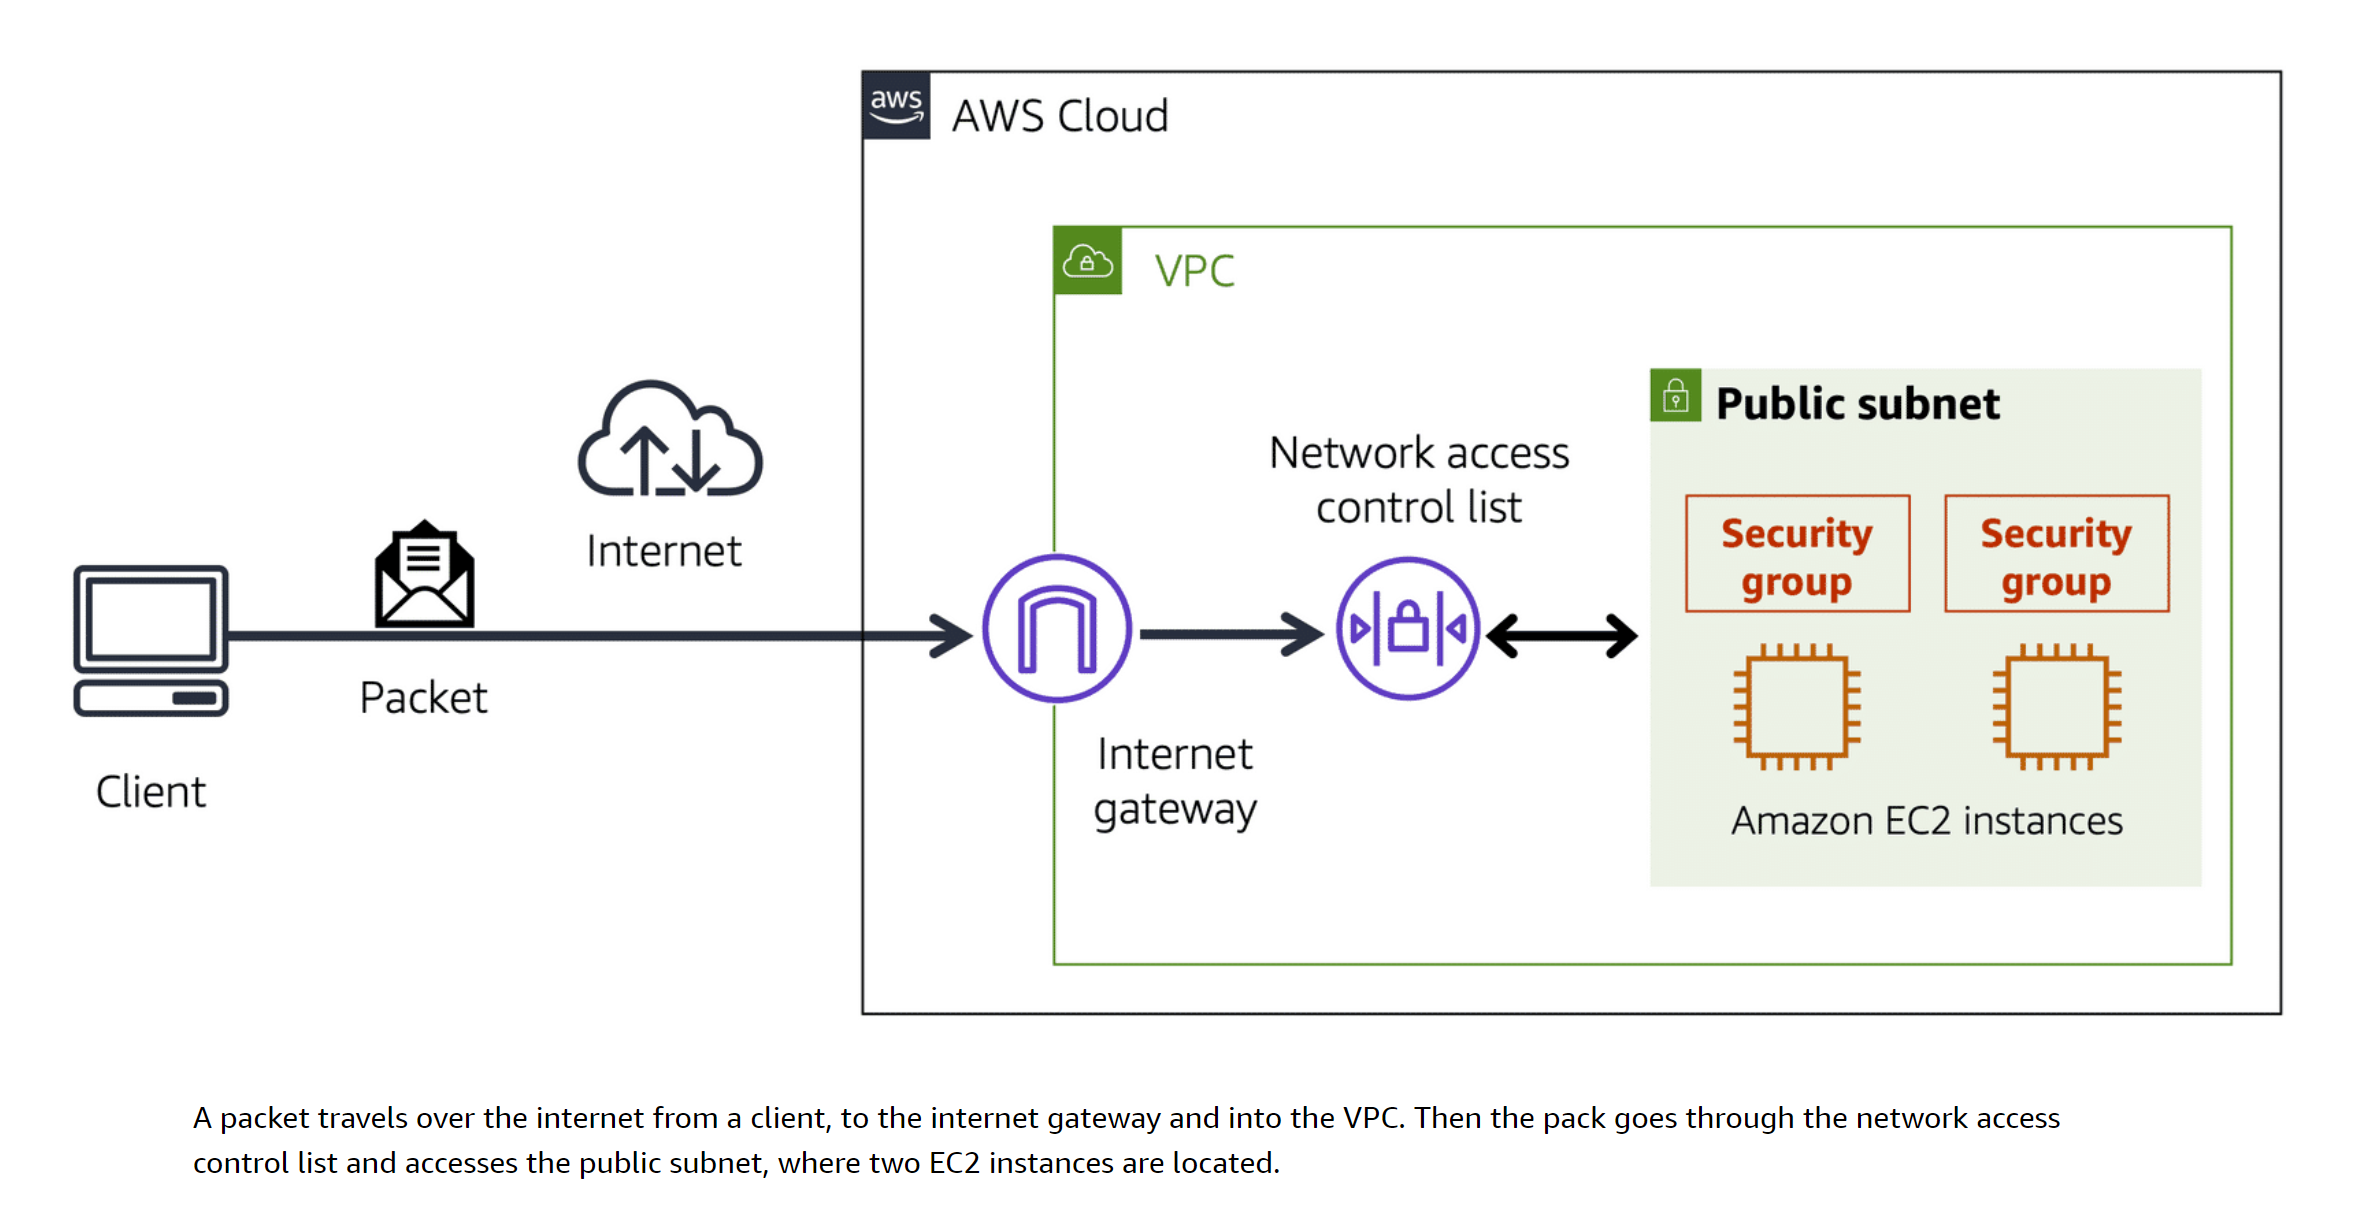 aws
AWS Cloud
VPC
Public subnet
Network access
control list
Security
group
Security
group
Internet
Packet
Client
Internet
gateway
Amazon EC2 instances
A packet travels over the internet from a client, to the internet gateway and into the VPC. Then the pack goes through the network access
control list and accesses the public subnet, where two EC2 instances are located.